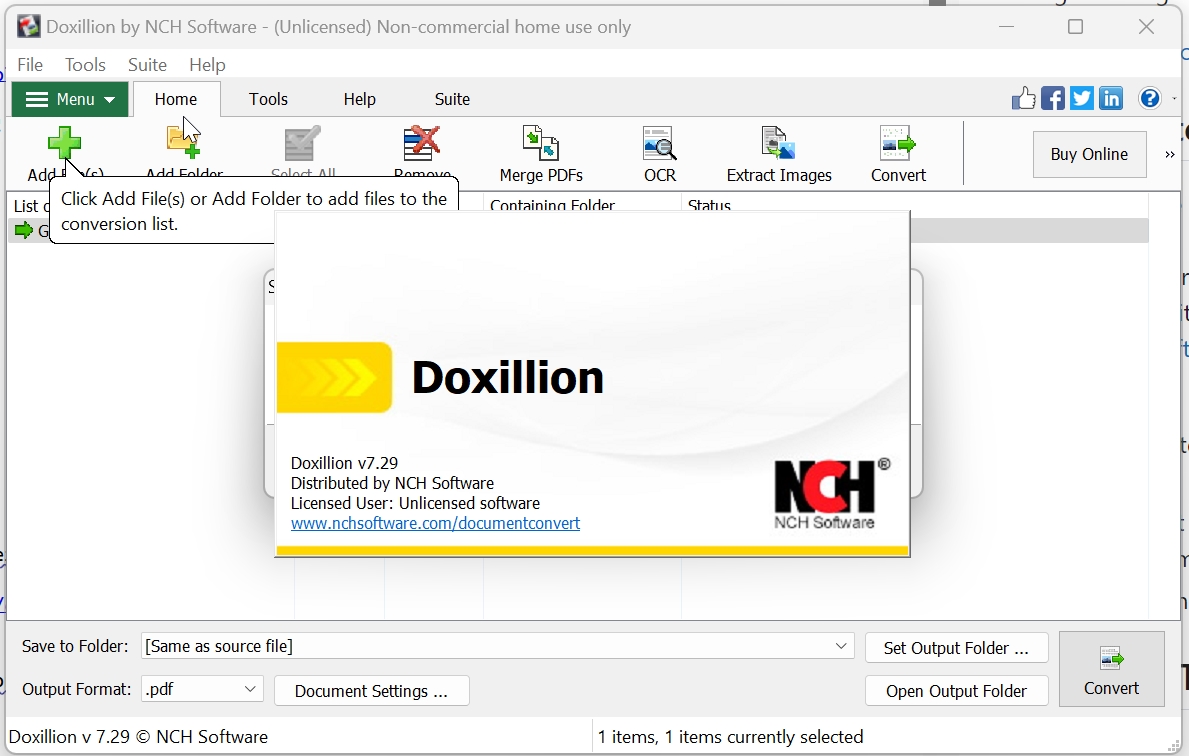 Doxillion by NCH Software - (Unlicensed) Non-commercial home use only
File Tools Suite Help
Menu Home Tools Help Suite
Add Folder Select All Remove Merge PDFs OCR Extract Images Convert Buy Online
Click Add File(s) or Add Folder to add files to the
conversion list.
Containing Folder Status
Doxillion
Doxillion v7.29
Distributed by NCH Software
Licensed User: Unlicensed software
www.nchsoftware.com/documentconvert
NCH®
NCH Software
Save to Folder: [Same as source file] Set Output Folder ...
Output Format: .pdf Document Settings ... Open Output Folder Convert
Doxillion v 7.29 © NCH Software 1 items, 1 items currently selected